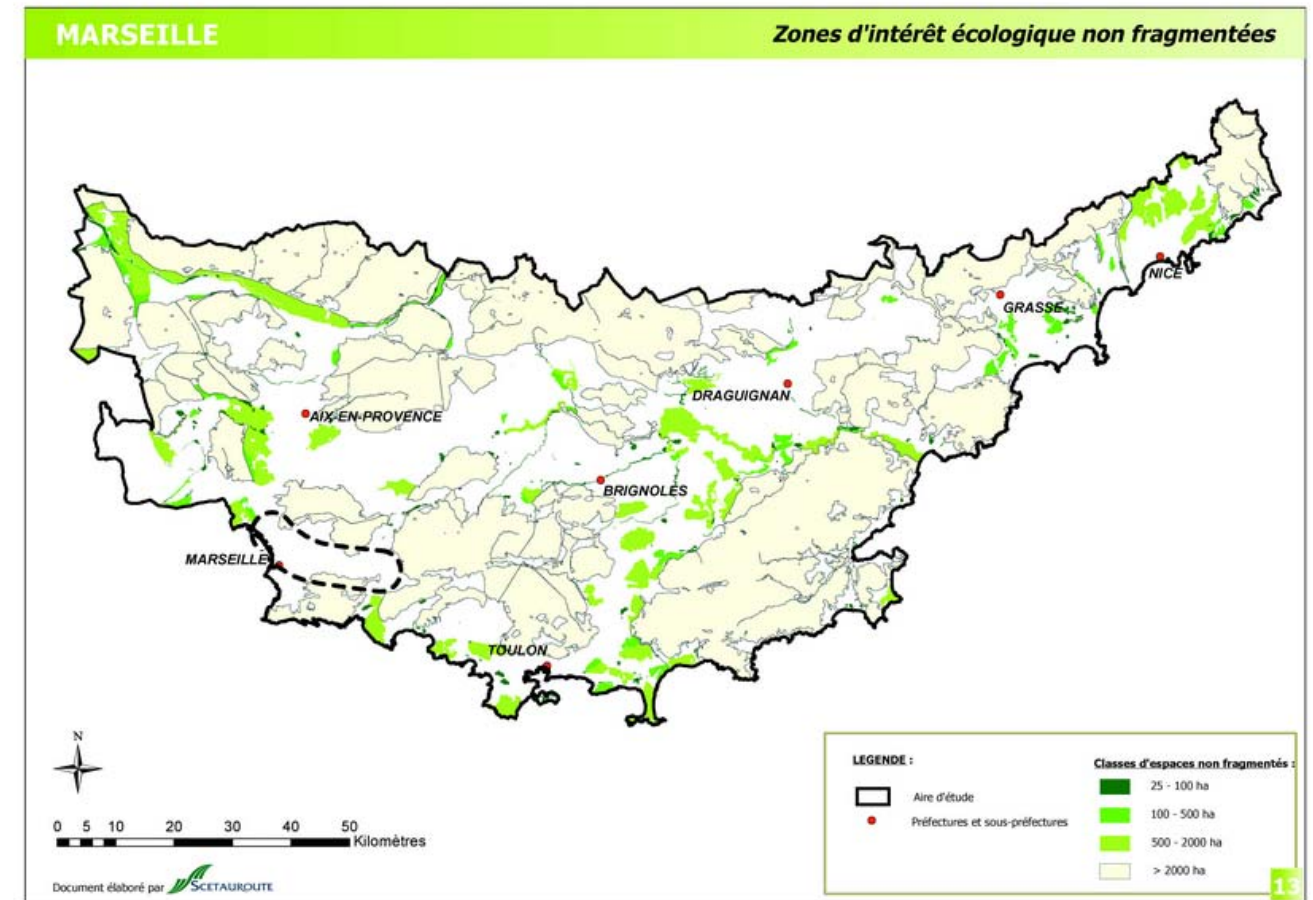 MARSEILLE
Zones d'intérêt écologique non fragmentées
NICE
GRASSE
DRAGUIGNAN
AIX-EN-PROVENCE
BRIGNOLES
MARSEILLE
TOULON
N
0 5 10 20 30 40 50
Kilomètres
Document élaboré par SCETAUROUTE
LEGENDE :
Aire d'étude
Préfectures et sous-préfectures
Classes d'espaces non fragmentés :
25 - 100 ha
100 - 500 ha
500 - 2000 ha
> 2000 ha
13